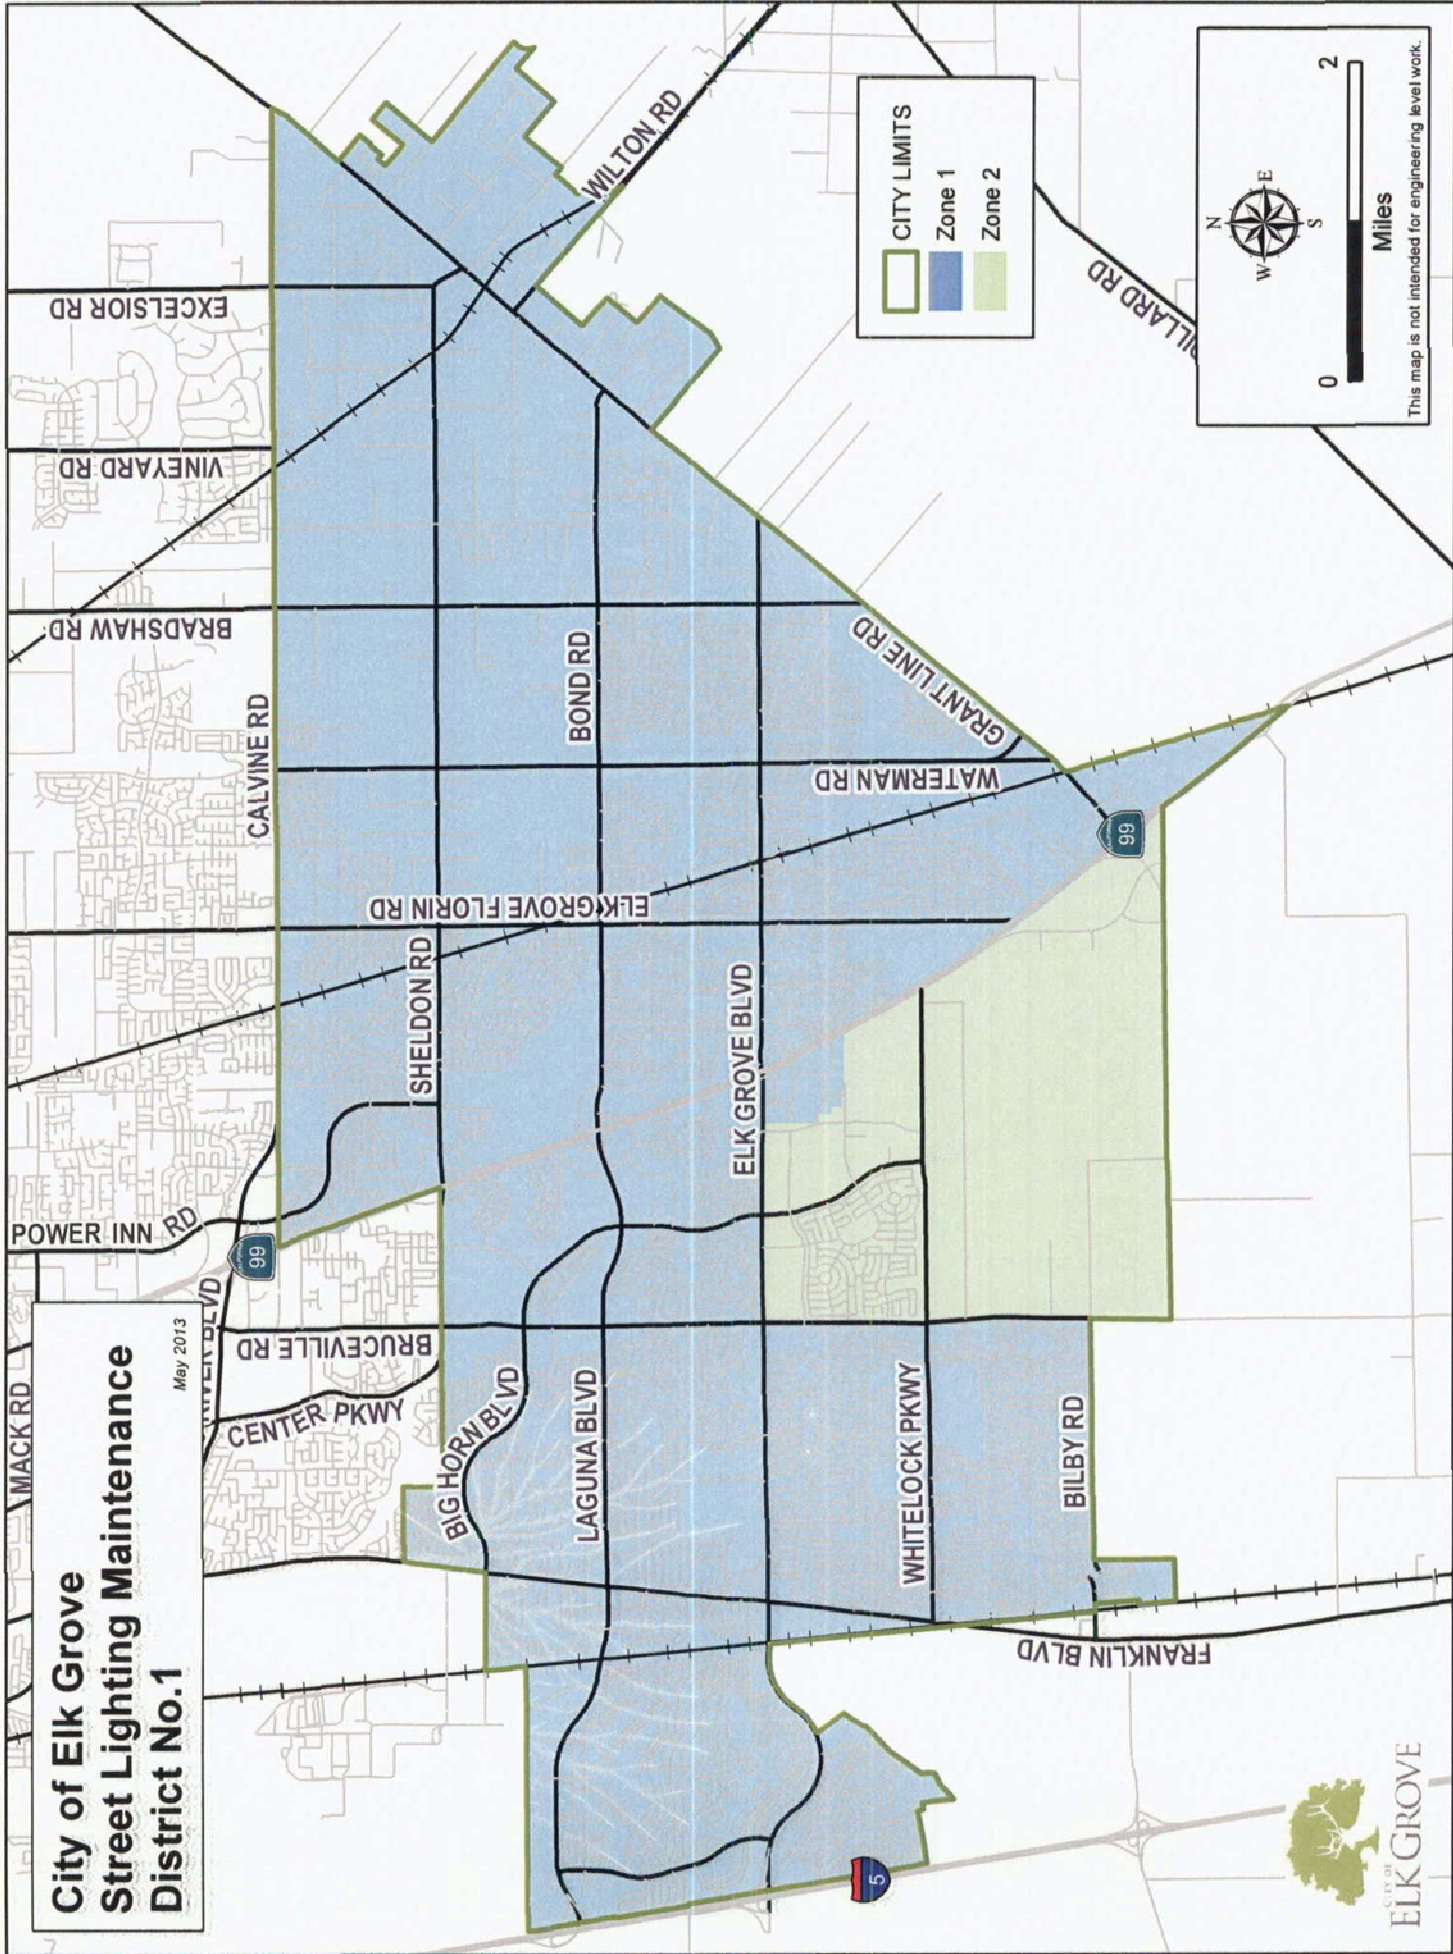 City of Elk Grove
Street Lighting Maintenance
District No.1
May 2013
MACK RD
POWER INN RD
99
CENTER PKWY
BRUCEVILLE RD
CALVINE RD
BRADSHAW RD
VINEYARD RD
EXCELSIOR RD
SHELDON RD
ELK GROVE FLORIN RD
BIG HORN BLVD
LAGUNA BLVD
BOND RD
WILTON RD
ELK GROVE BLVD
WATERMAN RD
GRANT LINE RD
WHITELOCK PKWY
BILBY RD
FRANKLIN BLVD
99
5
DILLARD RD
CITY LIMITS
Zone 1
Zone 2
N
W
E
S
0
2
Miles
This map is not intended for engineering level work.
CITY OF
ELK GROVE